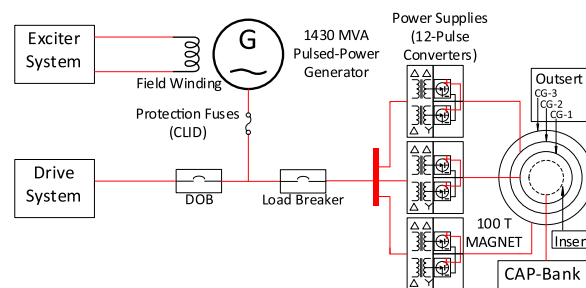 Exciter
System
Field Winding
G
1430 MVA
Pulsed-Power
Generator
Protection Fuses
(CLID)
Power Supplies
(12-Pulse
Converters)
Outsert
CG-3
CG-2
CG-1
Drive
System
DOB
Load Breaker
100 T
MAGNET
Inser
CAP-Bank